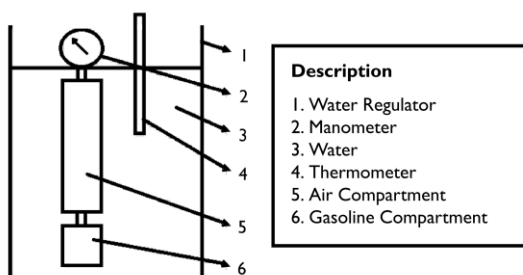 1
2
3
4
5
6
Description
1. Water Regulator
2. Manometer
3. Water
4. Thermometer
5. Air Compartment
6. Gasoline Compartment